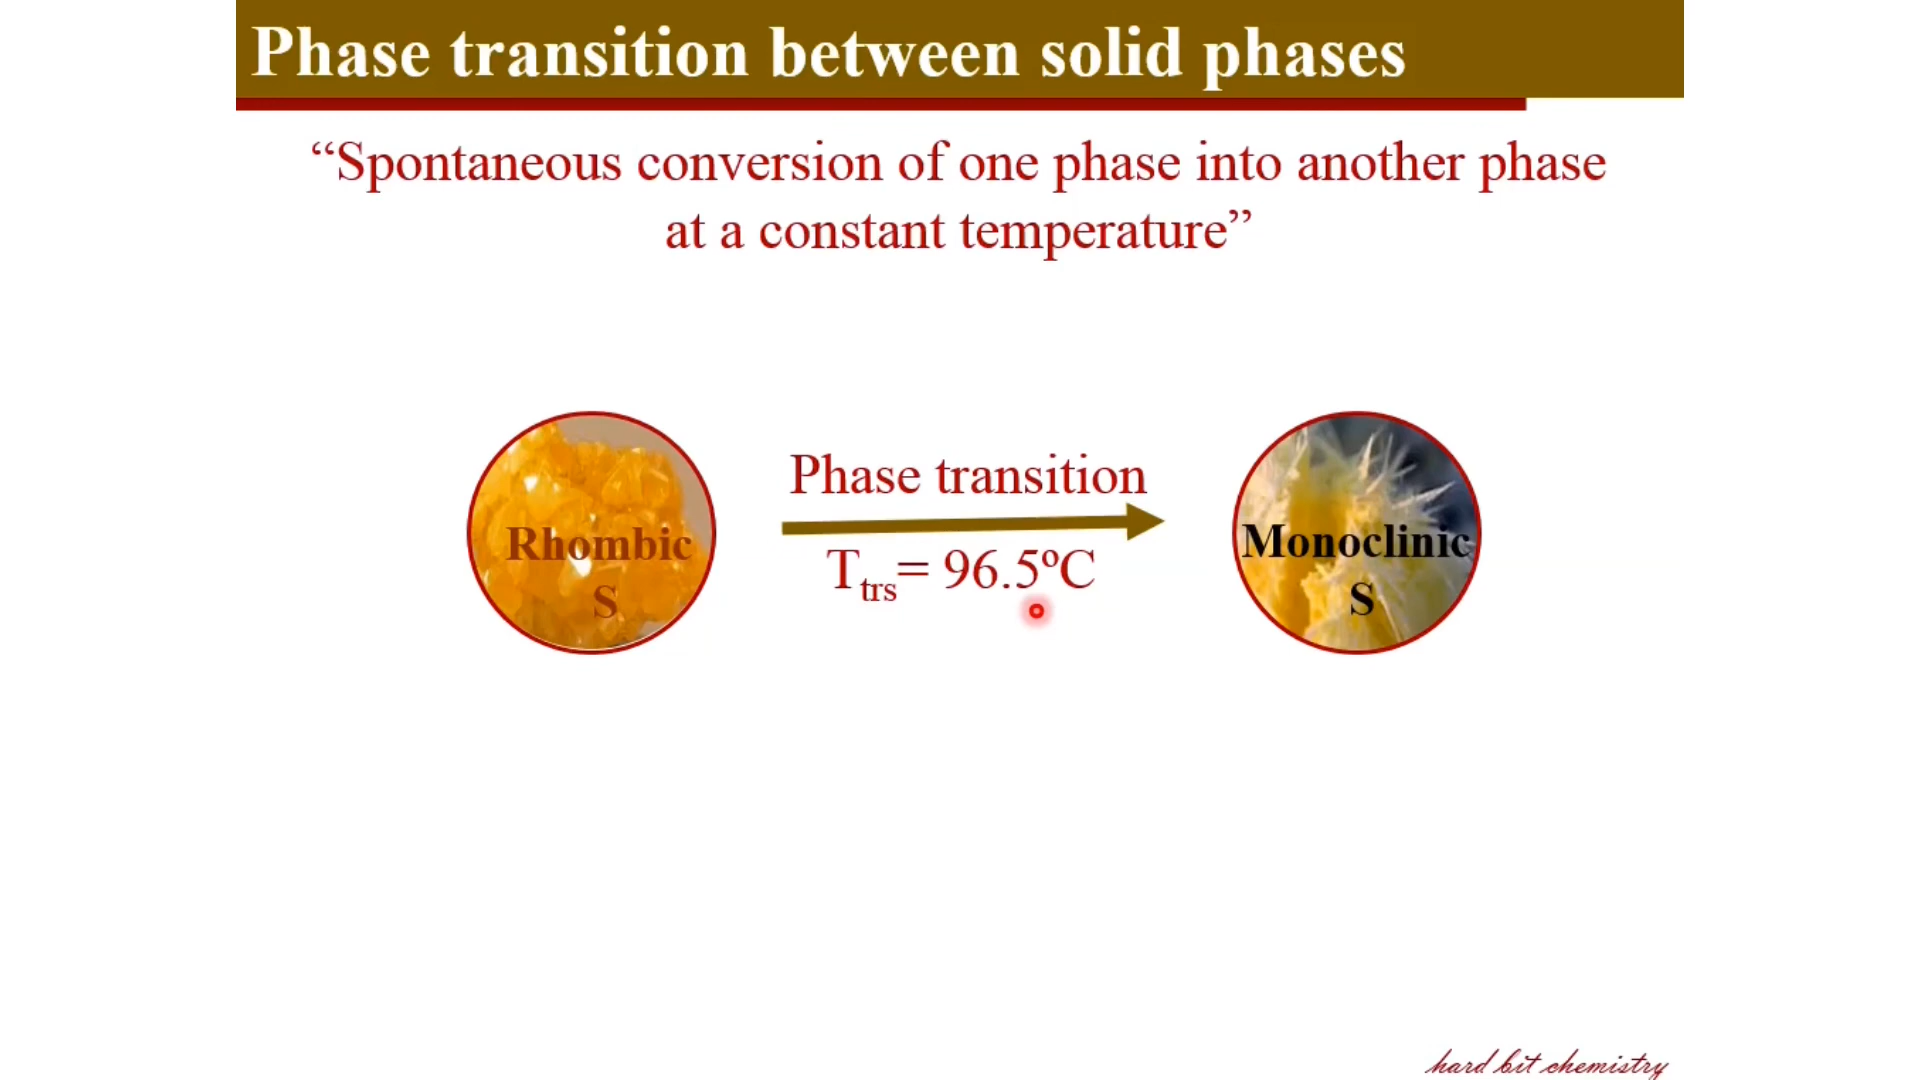 Phase transition between solid phases
“Spontaneous conversion of one phase into another phase
at a constant temperature”
Phase transition
Rhombic
S
Monoclinic
S
Ttrs= 96.5ºC
hard bit chemistry